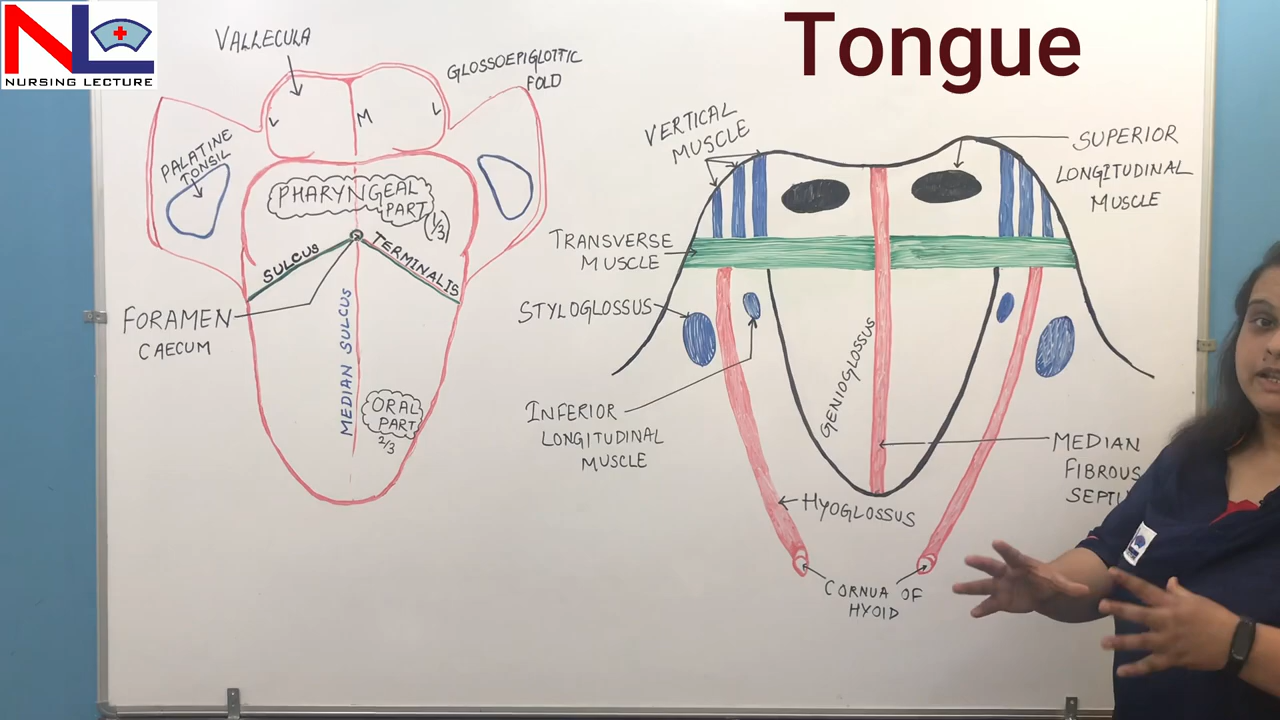 NL
NURSING LECTURE
Tongue
VALLECULA
GLOSSOEPIGLOTTIC
FOLD
L
M
L
PALATINE
TONSIL
PHARYNGEAL
PART
(1/3)
SULCUS
TERMINALIS
FORAMEN
CAECUM
MEDIAN SULCUS
ORAL
PART
2/3
VERTICAL
MUSCLE
SUPERIOR
LONGITUDINAL
MUSCLE
TRANSVERSE
MUSCLE
STYLOGLOSSUS
GENIOGLOSSUS
INFERIOR
LONGITUDINAL
MUSCLE
MEDIAN
FIBROUS
HYOGLOSSUS
CORNUA OF
HYOID